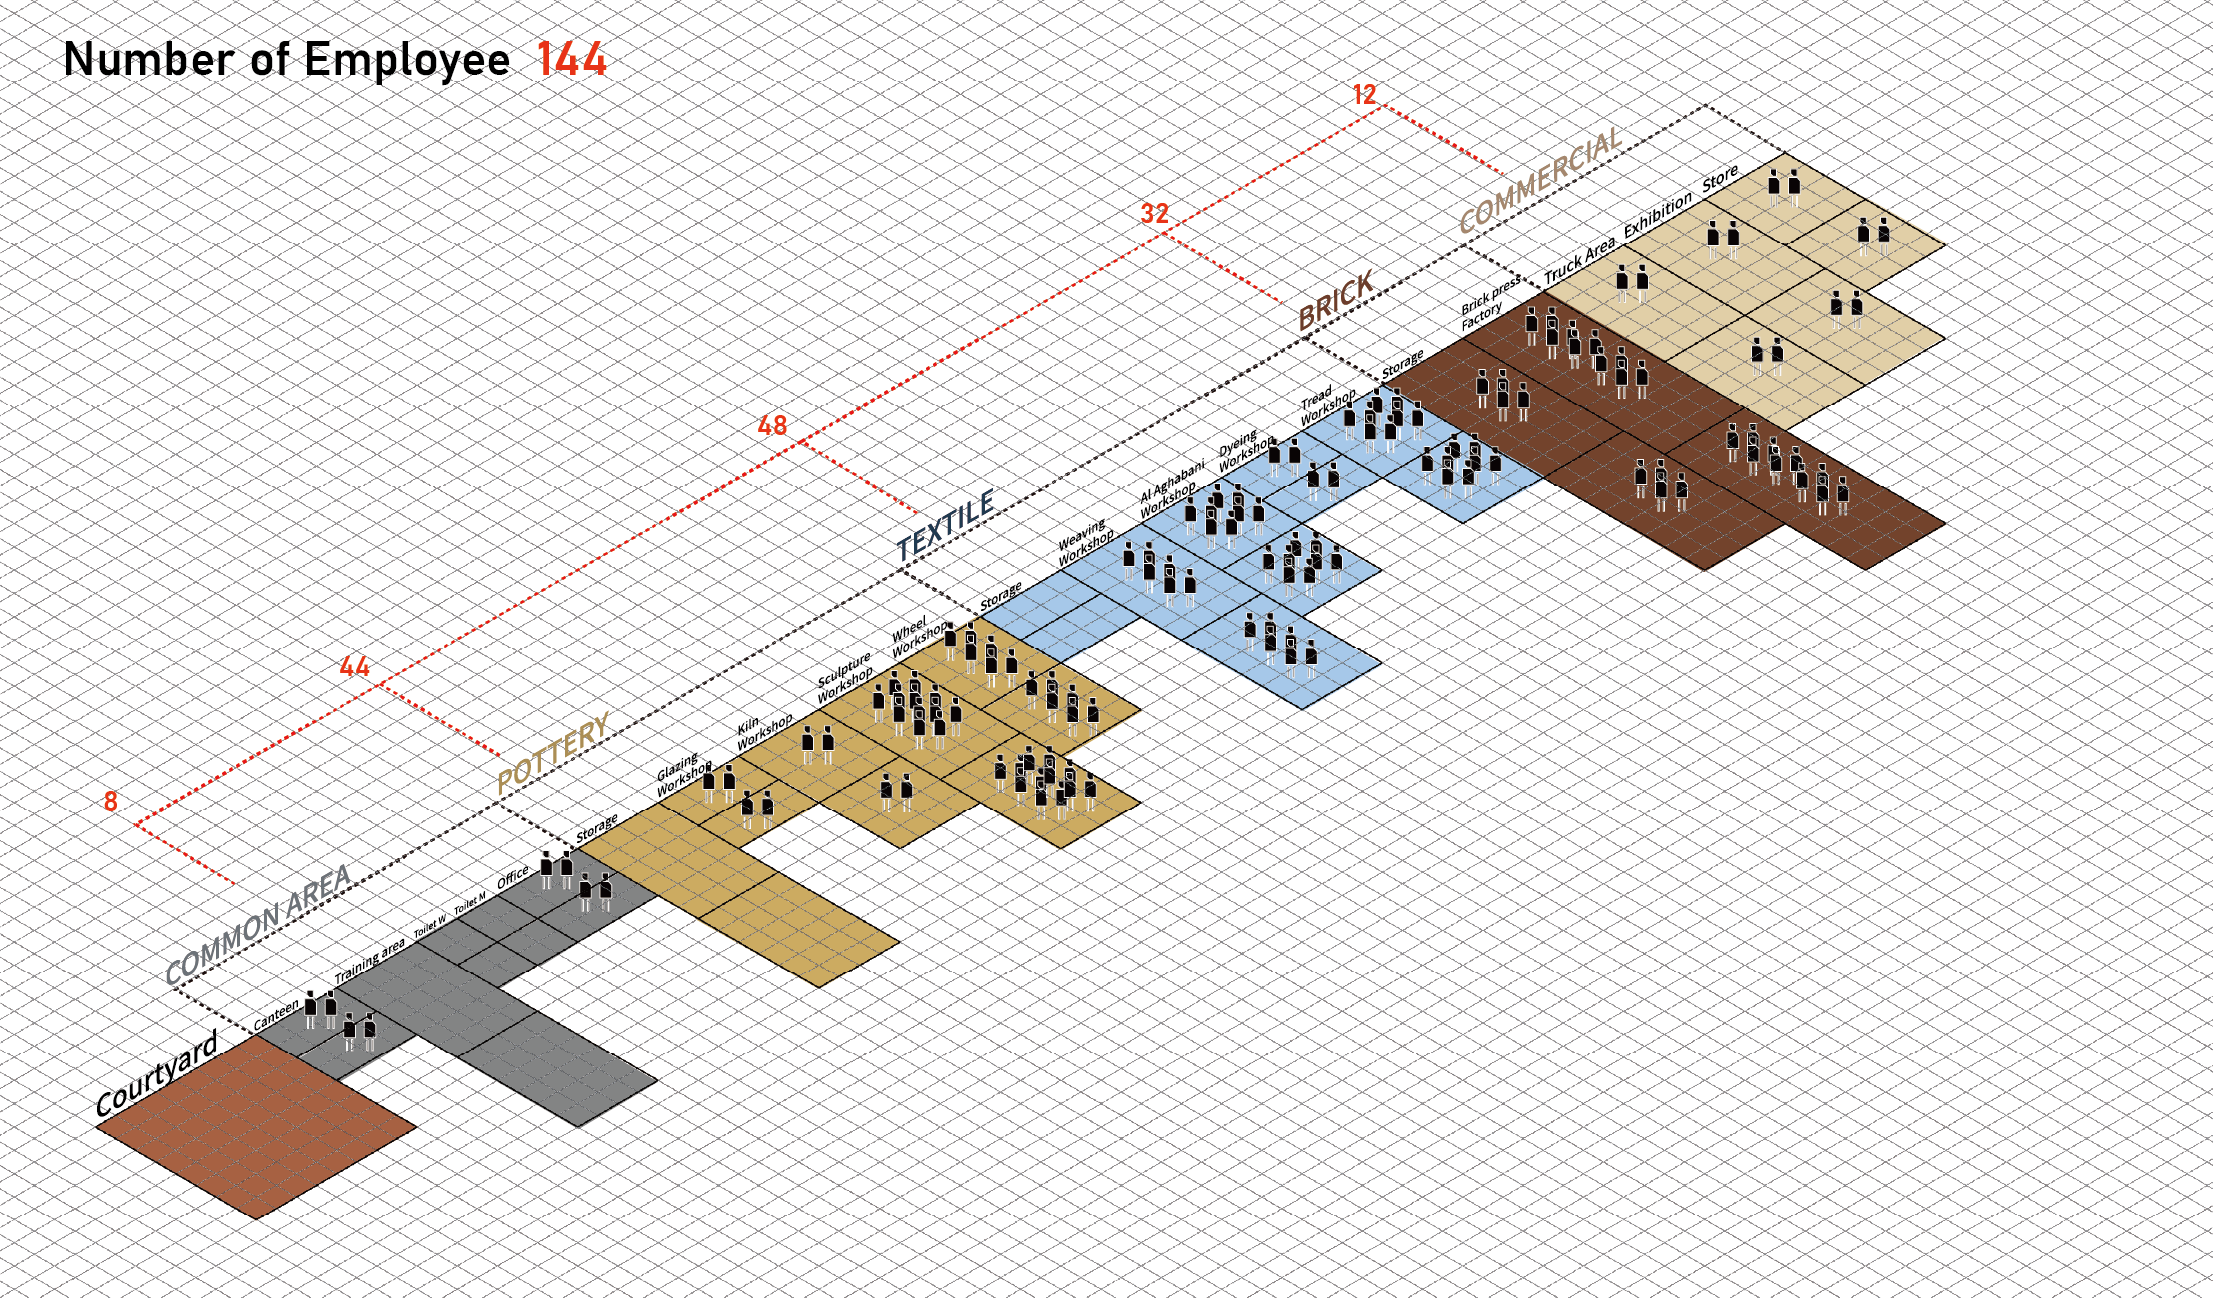 Number of Employee 144
12
32
48
44
8
COMMERCIAL
BRICK
TEXTILE
POTTERY
COMMON AREA
Store
Exhibition
Truck Area
Brick press
Factory
Storage
Tread
Workshop
Dyeing
Workshop
Al Aghabani
Workshop
Weaving
Workshop
Storage
Wheel
Workshop
Sculpture
Workshop
Kiln
Workshop
Glazing
Workshop
Storage
Office
Toilet M
Toilet W
Training area
Canteen
Courtyard